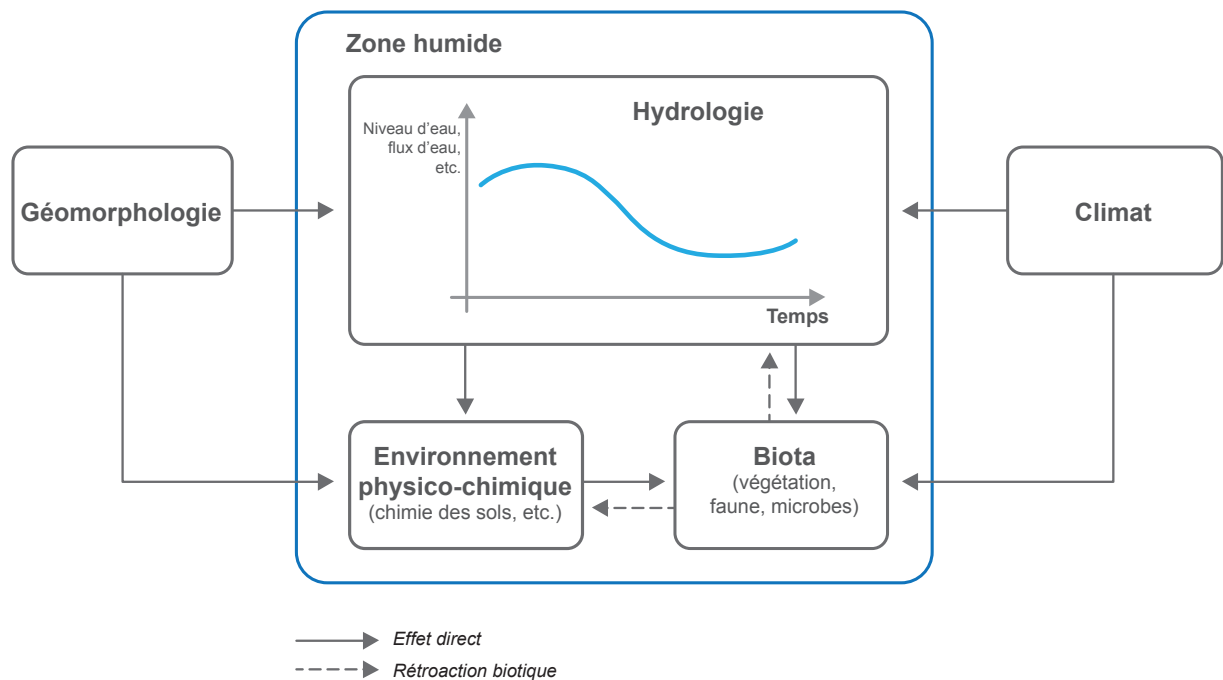 Zone humide
Hydrologie
Niveau d'eau,
flux d'eau,
etc.
Temps
Géomorphologie
Climat
Environnement
physico-chimique
(chimie des sols, etc.)
Biota
(végétation,
faune, microbes)
Effet direct
Rétroaction biotique